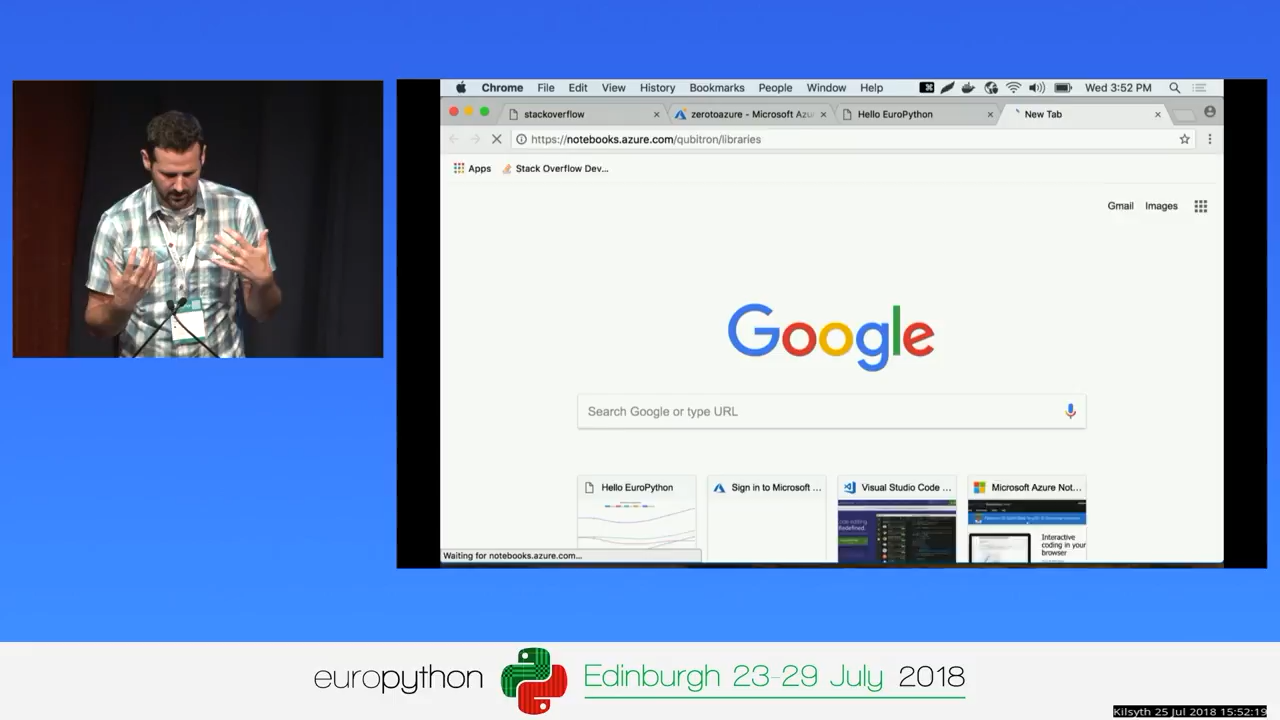 Chrome File Edit View History Bookmarks People Window Help Wed 3:52 PM
stackoverflow
zerotoazure - Microsoft Azu
Hello EuroPython
New Tab
https://notebooks.azure.com/qubitron/libraries
Apps Stack Overflow Dev...
Gmail Images
Google
Search Google or type URL
Hello EuroPython
Sign in to Microsoft ...
Visual Studio Code ...
Microsoft Azure Not...
Interactive
coding in your
browser
Waiting for notebooks.azure.com...
europython Edinburgh 23-29 July 2018
Kilsyth 25 Jul 2018 15:52:19